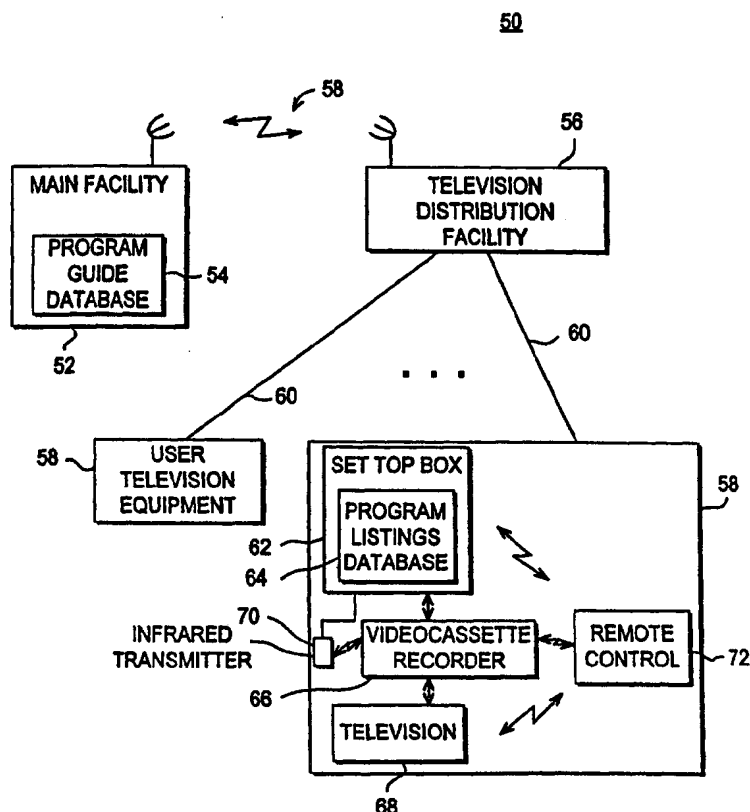 50
58
56
MAIN FACILITY
PROGRAM
GUIDE
DATABASE
54
52
TELEVISION
DISTRIBUTION
FACILITY
60
60
. . .
58
USER
TELEVISION
EQUIPMENT
SET TOP BOX
58
PROGRAM
LISTINGS
DATABASE
62
64
70
INFRARED
TRANSMITTER
VIDEOCASSETTE
RECORDER
REMOTE
CONTROL
72
66
TELEVISION
68